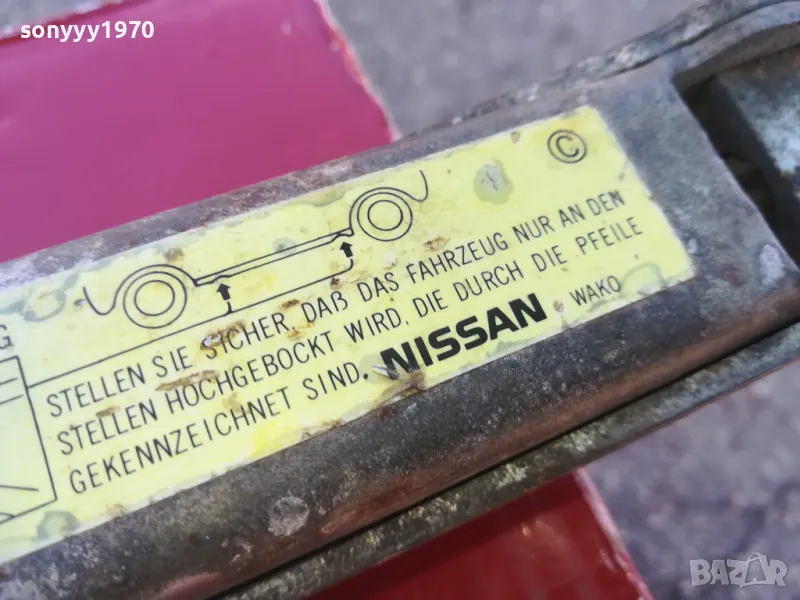 sonyyy1970
©
G
STELLEN SIE SICHER, DAß DAS FAHRZEUG NUR AN DEN
STELLEN HOCHGEBOCKT WIRD, DIE DURCH DIE PFEILE
GEKENNZEICHNET SIND. NISSAN WAKO
BAZAR